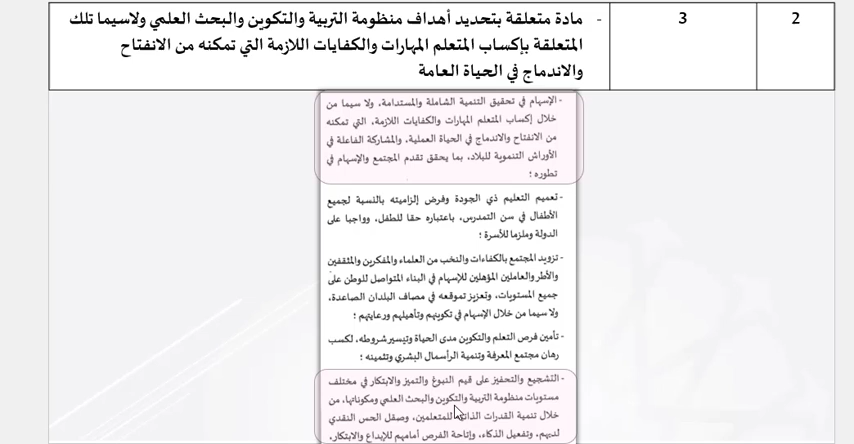 2
3
- مادة متعلقة بتحديد أهداف منظومة التربية والتكوين والبحث العلمي ولاسيما تلك
المتعلقة بإكساب المتعلم المهارات والكفايات اللازمة التي تمكنه من الانفتاح
والاندماج في الحياة العامة
- الإسهام في تحقيق التنمية الشاملة والمستدامة، ولا سيما من
خلال إكساب المتعلم المهارات والكفايات اللازمة، التي تمكنه
من الانفتاح والاندماج في الحياة العملية، والمشاركة الفاعلة في
الأوراش التنموية للبلاد، بما يحقق تقدم المجتمع والإسهام في
تطوره ؛
- تعميم التعليم ذي الجودة وفرض إلزاميته بالنسبة لجميع
الأطفال في سن التمدرس، باعتباره حقا للطفل، وواجبا على
الدولة وملزما للأسرة ؛
- تزويد المجتمع بالكفاءات والنخب من العلماء والمفكرين والمثقفين
والأطر والعاملين المؤهلين للإسهام في البناء المتواصل للوطن على
جميع المستويات، وتعزيز تموقعه في مصاف البلدان الصاعدة،
ولا سيما من خلال الإسهام في تكوينهم وتأهيلهم ورعايتهم ؛
- تأمين فرص التعلم والتكوين مدى الحياة وتيسير شروطه، لكسب
رهان مجتمع المعرفة وتنمية الرأسمال البشري وتثمينه ؛
- التشجيع والتحفيز على قيم النبوغ والتميز والابتكار في مختلف
مستويات منظومة التربية والتكوين والبحث العلمي ومكوناتها، من
خلال تنمية القدرات الذاتية للمتعلمين، وصقل الحس النقدي
لديهم، وتفعيل الذكاء، وإتاحة الفرص أمامهم للإبداع والابتكار،